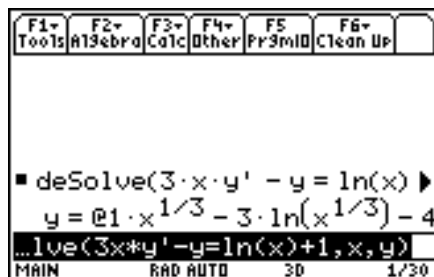 F1▾ F2▾ F3▾ F4▾ F5 F6▾
Tools Algebra Calc Other PrgmIO Clean Up
■ deSolve(3·x·y' - y = ln(x) ▶
y = @1·x^1/3 - 3·ln(x^1/3) - 4
…lve(3x*y'-y=ln(x)+1,x,y)
MAIN RAD AUTO 3D 1/30